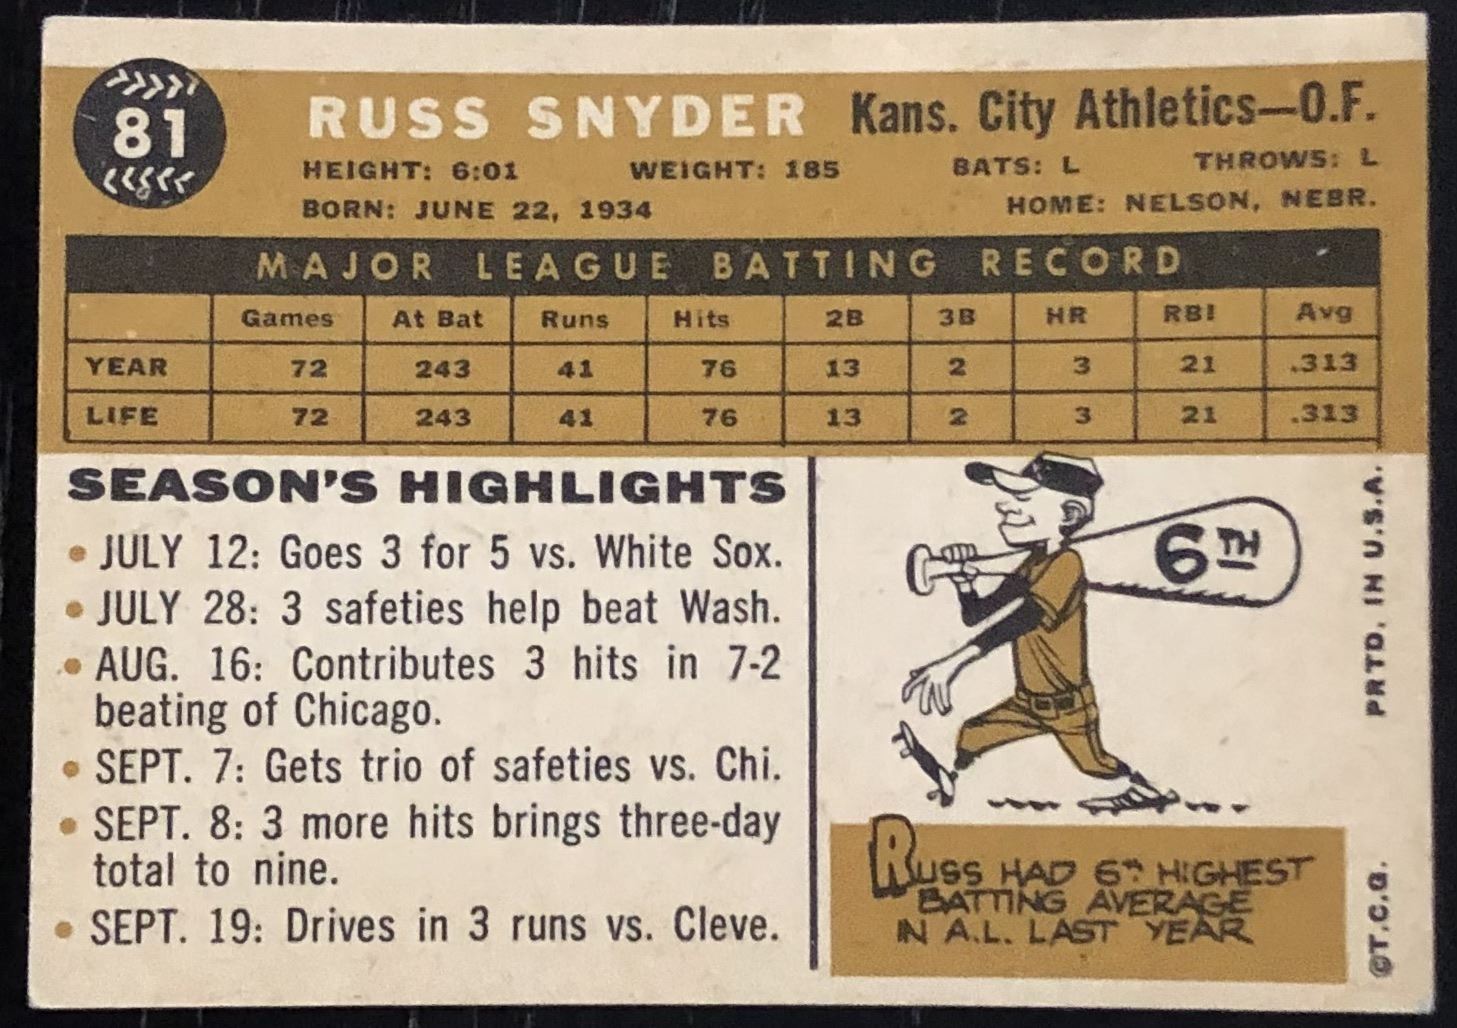 81
RUSS SNYDER Kans. City Athletics—O.F.
HEIGHT: 6:01 WEIGHT: 185 BATS: L THROWS: L
BORN: JUNE 22, 1934 HOME: NELSON, NEBR.
MAJOR LEAGUE BATTING RECORD
Games At Bat Runs Hits 2B 3B HR RBI Avg
YEAR 72 243 41 76 13 2 3 21 .313
LIFE 72 243 41 76 13 2 3 21 .313
SEASON'S HIGHLIGHTS
• JULY 12: Goes 3 for 5 vs. White Sox.
• JULY 28: 3 safeties help beat Wash.
• AUG. 16: Contributes 3 hits in 7-2
beating of Chicago.
• SEPT. 7: Gets trio of safeties vs. Chi.
• SEPT. 8: 3 more hits brings three-day
total to nine.
• SEPT. 19: Drives in 3 runs vs. Cleve.
6TH
RUSS HAD 6TH HIGHEST
BATTING AVERAGE
IN A.L. LAST YEAR
©T.C.G. PRTD. IN U.S.A.